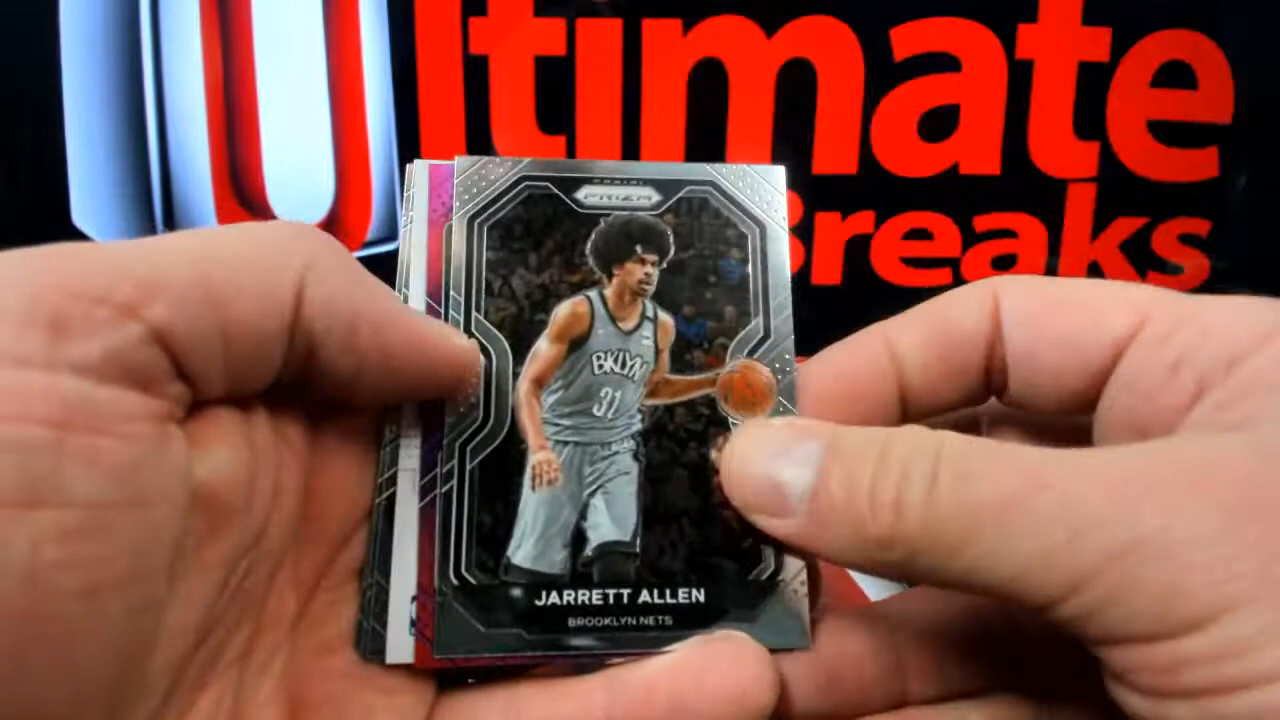 Ultimate
Breaks
PANINI
PRIZM
BKLYN
31
JARRETT ALLEN
BROOKLYN NETS